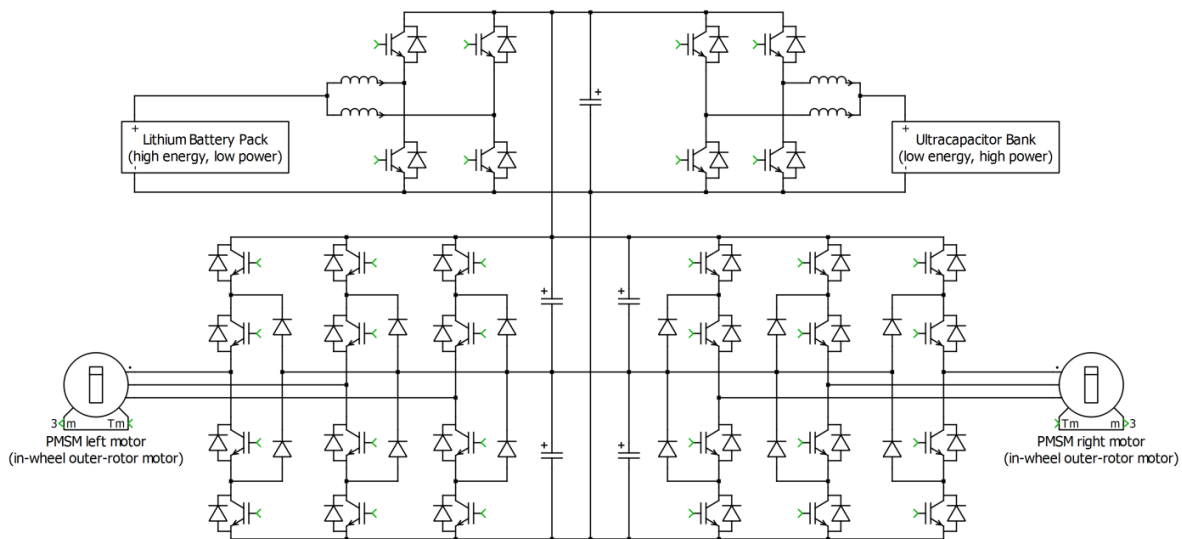 +
+
Lithium Battery Pack
(high energy, low power)
-
+
Ultracapacitor Bank
(low energy, high power)
-
+
+
+
+
3 m Tm
PMSM left motor
(in-wheel outer-rotor motor)
Tm m 3
PMSM right motor
(in-wheel outer-rotor motor)